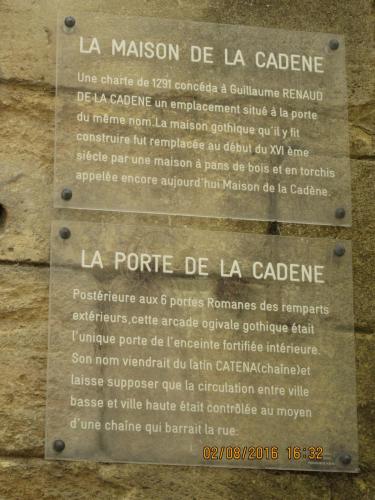 LA MAISON DE LA CADENE
Une charte de 1291 concéda à Guillaume RENAUD
DE LA CADENE un emplacement situé à la porte
du même nom.La maison gothique qu'il y fit
construire fut remplacée au début du XVI ème
siècle par une maison à pans de bois et en torchis
appelée encore aujourd'hui Maison de la Cadène.
LA PORTE DE LA CADENE
Postérieure aux 6 portes Romanes des remparts
extérieurs,cette arcade ogivale gothique était
l'unique porte de l'enceinte fortifiée intérieure.
Son nom viendrait du latin CATENA(chaîne)et
laisse supposer que la circulation entre ville
basse et ville haute était contrôlée au moyen
d'une chaîne qui barrait la rue.
02/08/2016 16:32